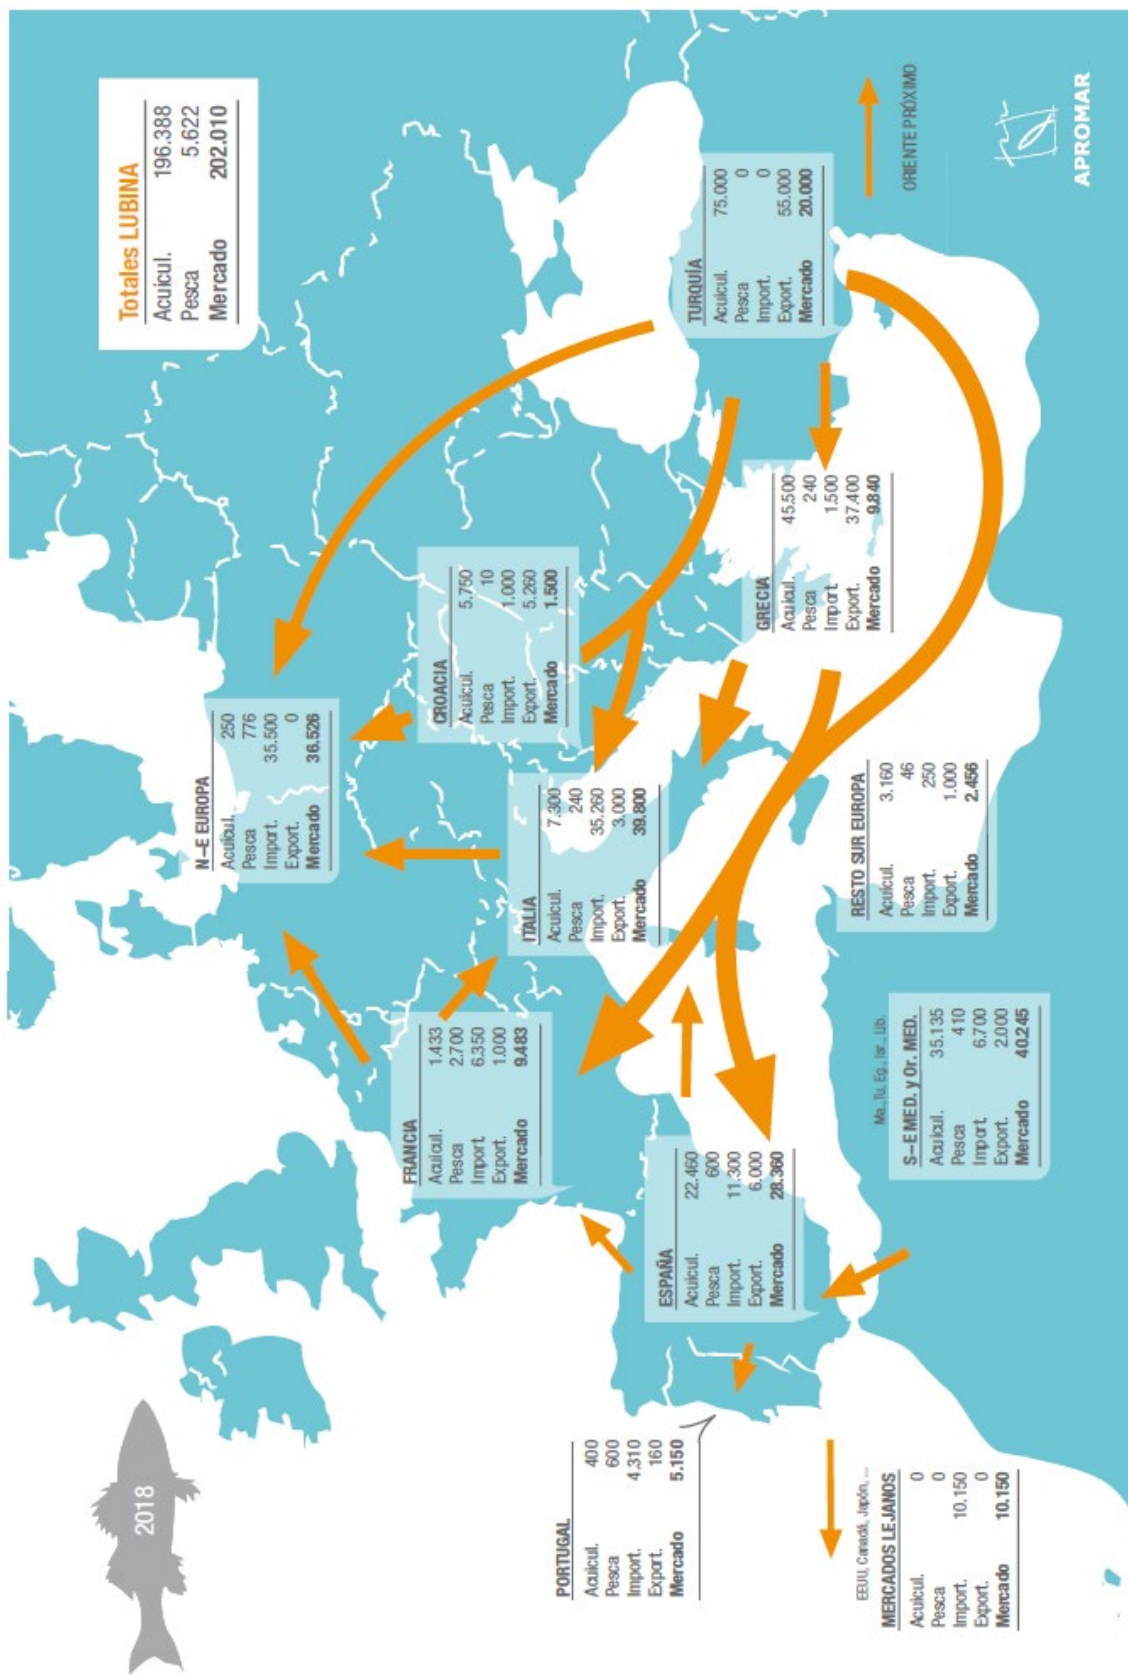 2018
Totales LUBINA
Acuicul. 196.388
Pesca 5.622
Mercado 202.010
N–E EUROPA
Acuicul. 250
Pesca 776
Import. 35.500
Export. 0
Mercado 36.526
FRANCIA
Acuicul. 1.433
Pesca 2.700
Import. 6.350
Export. 1.000
Mercado 9.483
CROACIA
Acuicul. 5.750
Pesca 10
Import. 1.000
Export. 5.260
Mercado 1.500
ITALIA
Acuicul. 7.300
Pesca 240
Import. 35.260
Export. 3.000
Mercado 39.800
PORTUGAL
Acuicul. 400
Pesca 600
Import. 4.310
Export. 160
Mercado 5.150
ESPAÑA
Acuicul. 22.460
Pesca 600
Import. 11.300
Export. 6.000
Mercado 28.360
TURQUÍA
Acuicul. 75.000
Pesca 0
Import. 0
Export. 55.000
Mercado 20.000
GRECIA
Acuicul. 45.500
Pesca 240
Import. 1.500
Export. 37.400
Mercado 9.840
ORIENTE PRÓXIMO
RESTO SUR EUROPA
Acuicul. 3.160
Pesca 46
Import. 250
Export. 1.000
Mercado 2.456
Ma., Tu, Eg., Isr., Lib.
S–E MED. y Or. MED.
Acuicul. 35.135
Pesca 410
Import. 6.700
Export. 2.000
Mercado 40.245
EEUU, Canadá, Japón, ...
MERCADOS LEJANOS
Acuicul. 0
Pesca 0
Import. 10.150
Export. 0
Mercado 10.150
APROMAR